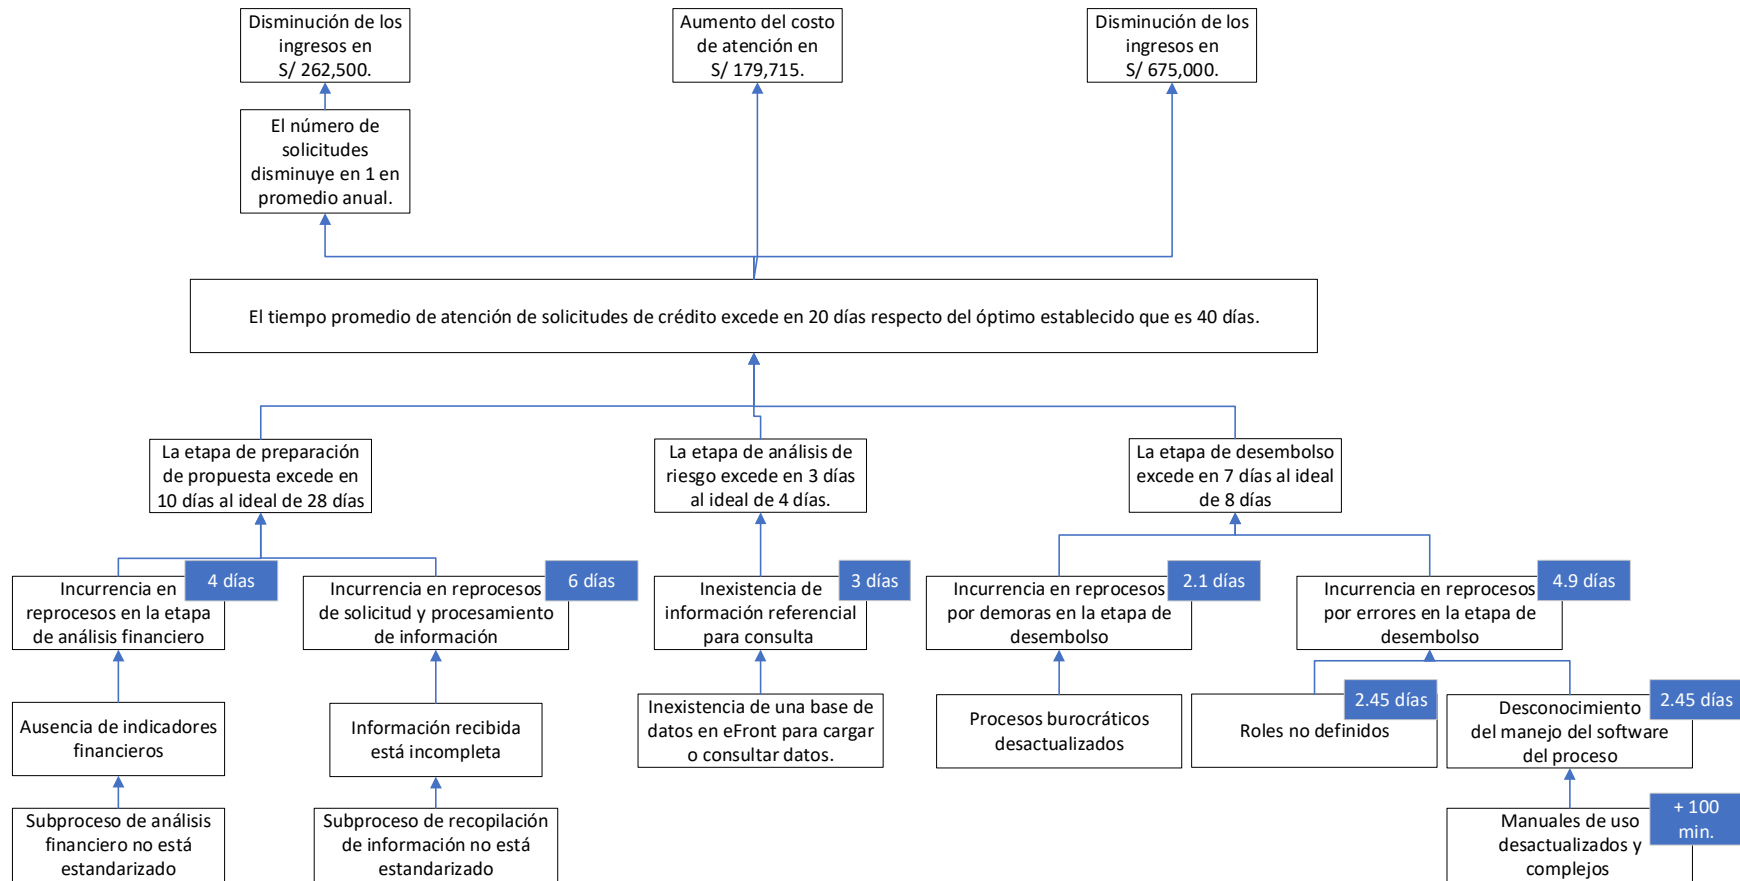 Disminución de los
ingresos en
S/ 262,500.
Aumento del costo
de atención en
S/ 179,715.
Disminución de los
ingresos en
S/ 675,000.
El número de
solicitudes
disminuye en 1 en
promedio anual.
El tiempo promedio de atención de solicitudes de crédito excede en 20 días respecto del óptimo establecido que es 40 días.
La etapa de preparación
de propuesta excede en
10 días al ideal de 28 días
La etapa de análisis de
riesgo excede en 3 días
al ideal de 4 días.
La etapa de desembolso
excede en 7 días al ideal
de 8 días
4 días
Incurrencia en
reprocesos en la etapa
de análisis financiero
6 días
Incurrencia en reprocesos
de solicitud y procesamiento
de información
3 días
Inexistencia de
información referencial
para consulta
2.1 días
Incurrencia en reprocesos
por demoras en la etapa de
desembolso
4.9 días
Incurrencia en reprocesos
por errores en la etapa de
desembolso
Ausencia de indicadores
financieros
Información recibida
está incompleta
Inexistencia de una base de
datos en eFront para cargar
o consultar datos.
Procesos burocráticos
desactualizados
2.45 días
Roles no definidos
2.45 días
Desconocimiento
del manejo del software
del proceso
Subproceso de análisis
financiero no está
estandarizado
Subproceso de recopilación
de información no está
estandarizado
+ 100
min.
Manuales de uso
desactualizados y
complejos